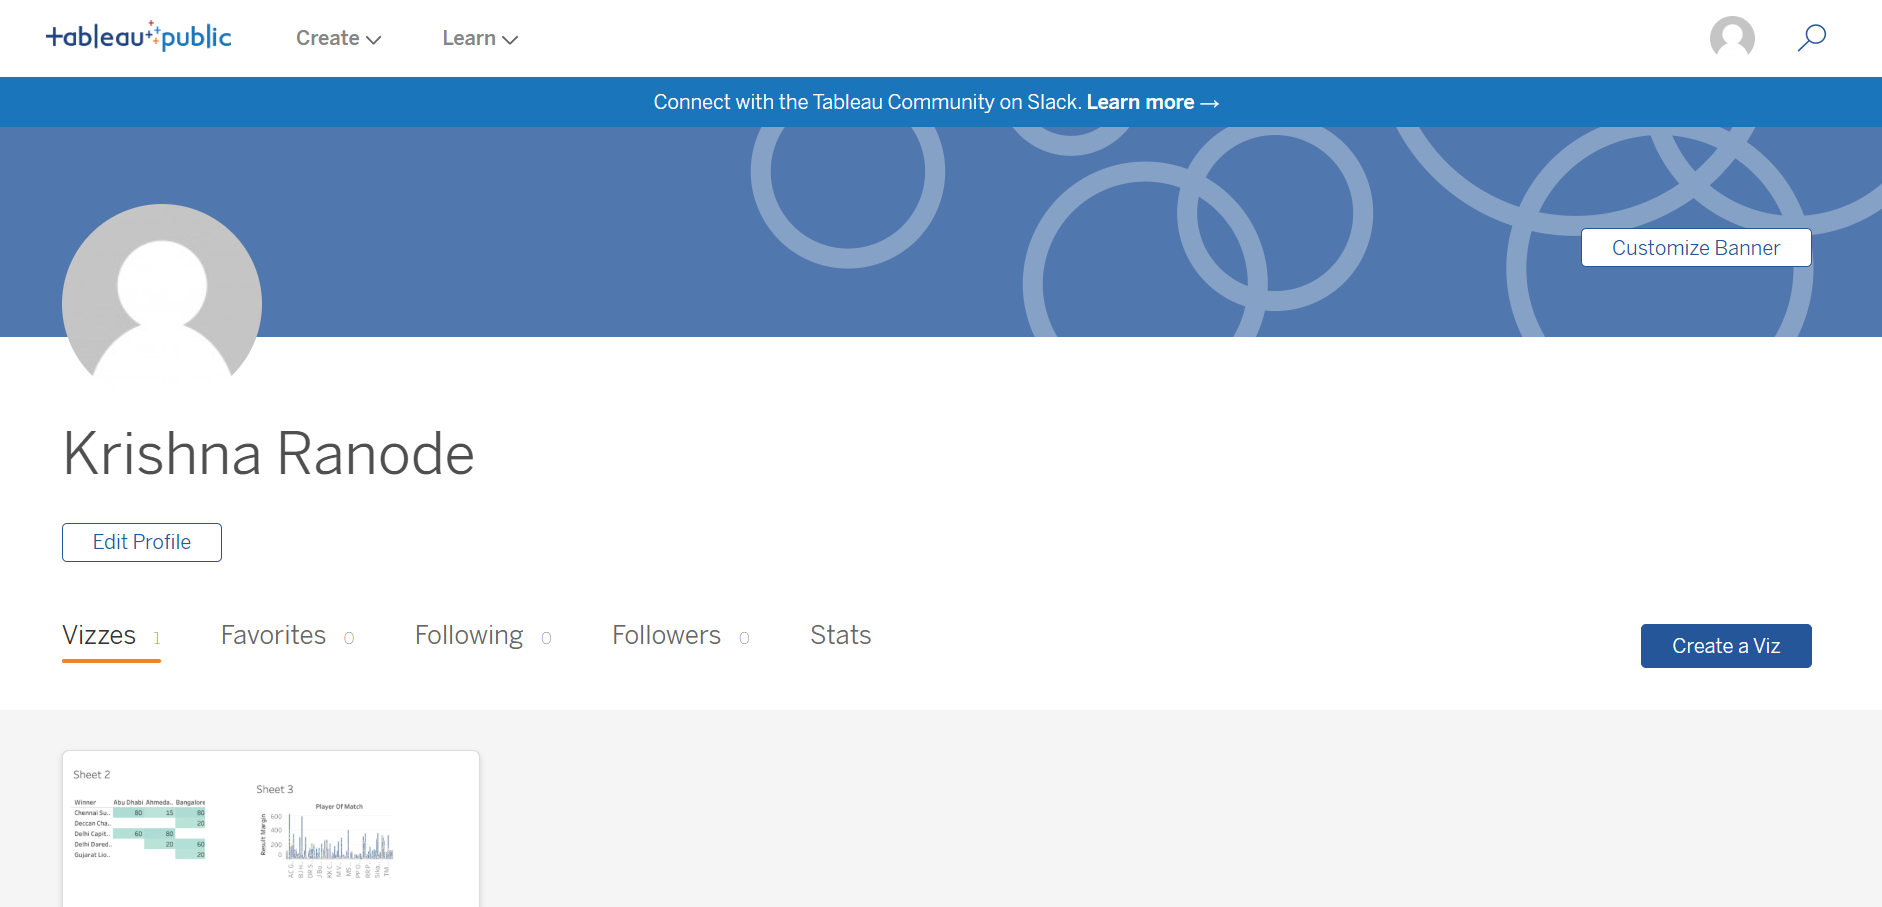 tableau public
Create
Learn
Connect with the Tableau Community on Slack. Learn more →
Customize Banner
Krishna Ranode
Edit Profile
Vizzes 1
Favorites 0
Following 0
Followers 0
Stats
Create a Viz
Sheet 2
Winner Abu Dhabi Ahmeda.. Bangalore
Chennai Su.. 80 15 80
Deccan Cha.. 20
Delhi Capit.. 60 80
Delhi Dared.. 20 60
Gujarat Lio.. 20
Sheet 3
Player Of Match
Result Margin
600
400
200
0